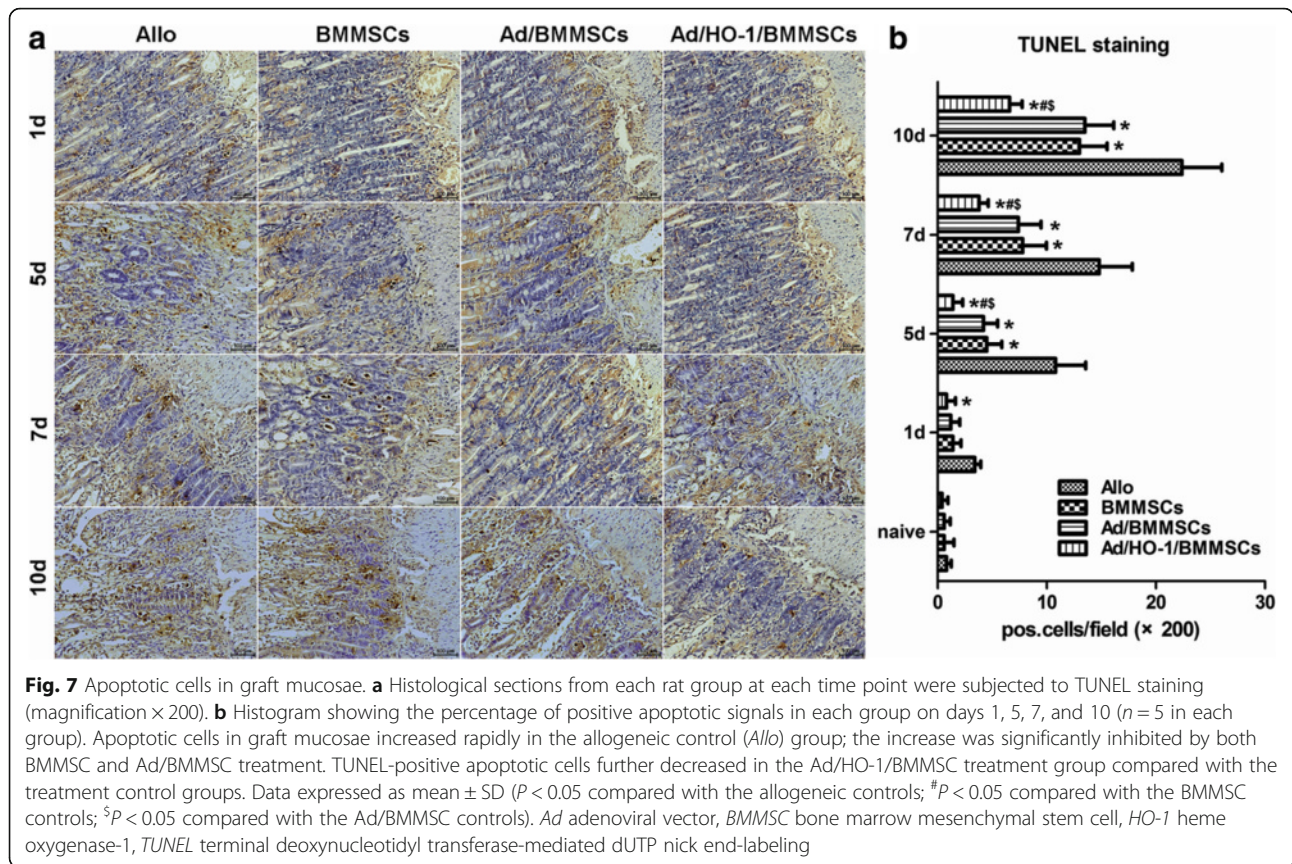 a
Allo BMMSCs Ad/BMMSCs Ad/HO-1/BMMSCs
1d
5d
7d
10d
b
TUNEL staining
10d
*#$
*
*
7d
*#$
*
*
5d
*#$
*
*
1d
*
naive
Allo
BMMSCs
Ad/BMMSCs
Ad/HO-1/BMMSCs
0 10 20 30
pos.cells/field (× 200)
Fig. 7 Apoptotic cells in graft mucosae. a Histological sections from each rat group at each time point were subjected to TUNEL staining
(magnification × 200). b Histogram showing the percentage of positive apoptotic signals in each group on days 1, 5, 7, and 10 (n = 5 in each
group). Apoptotic cells in graft mucosae increased rapidly in the allogeneic control (Allo) group; the increase was significantly inhibited by both
BMMSC and Ad/BMMSC treatment. TUNEL-positive apoptotic cells further decreased in the Ad/HO-1/BMMSC treatment group compared with the
treatment control groups. Data expressed as mean ± SD (P < 0.05 compared with the allogeneic controls; #P < 0.05 compared with the BMMSC
controls; $P < 0.05 compared with the Ad/BMMSC controls). Ad adenoviral vector, BMMSC bone marrow mesenchymal stem cell, HO-1 heme
oxygenase-1, TUNEL terminal deoxynucleotidyl transferase-mediated dUTP nick end-labeling